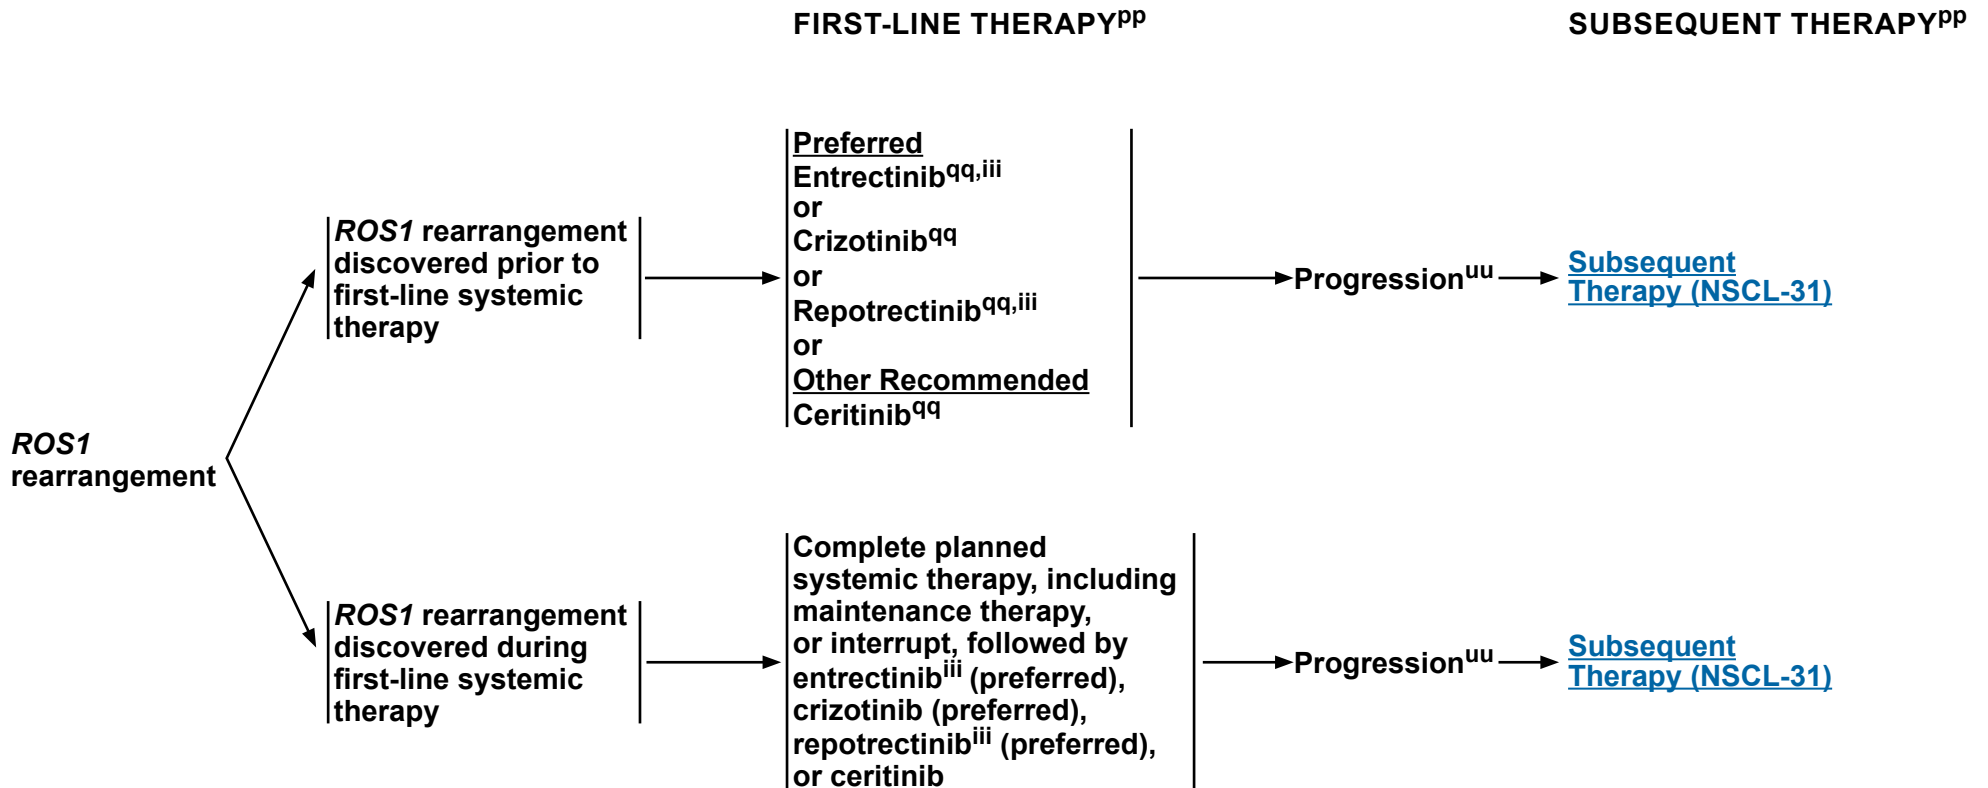 FIRST-LINE THERAPYpp
SUBSEQUENT THERAPYpp
ROS1
rearrangement
ROS1 rearrangement
discovered prior to
first-line systemic
therapy
Preferred
Entrectinibqq,iii
or
Crizotinibqq
or
Repotrectinibqq,iii
or
Other Recommended
Ceritinibqq
Progressionuu
Subsequent
Therapy (NSCL-31)
ROS1 rearrangement
discovered during
first-line systemic
therapy
Complete planned
systemic therapy, including
maintenance therapy,
or interrupt, followed by
entrectinibiii (preferred),
crizotinib (preferred),
repotrectinibiii (preferred),
or ceritinib
Progressionuu
Subsequent
Therapy (NSCL-31)